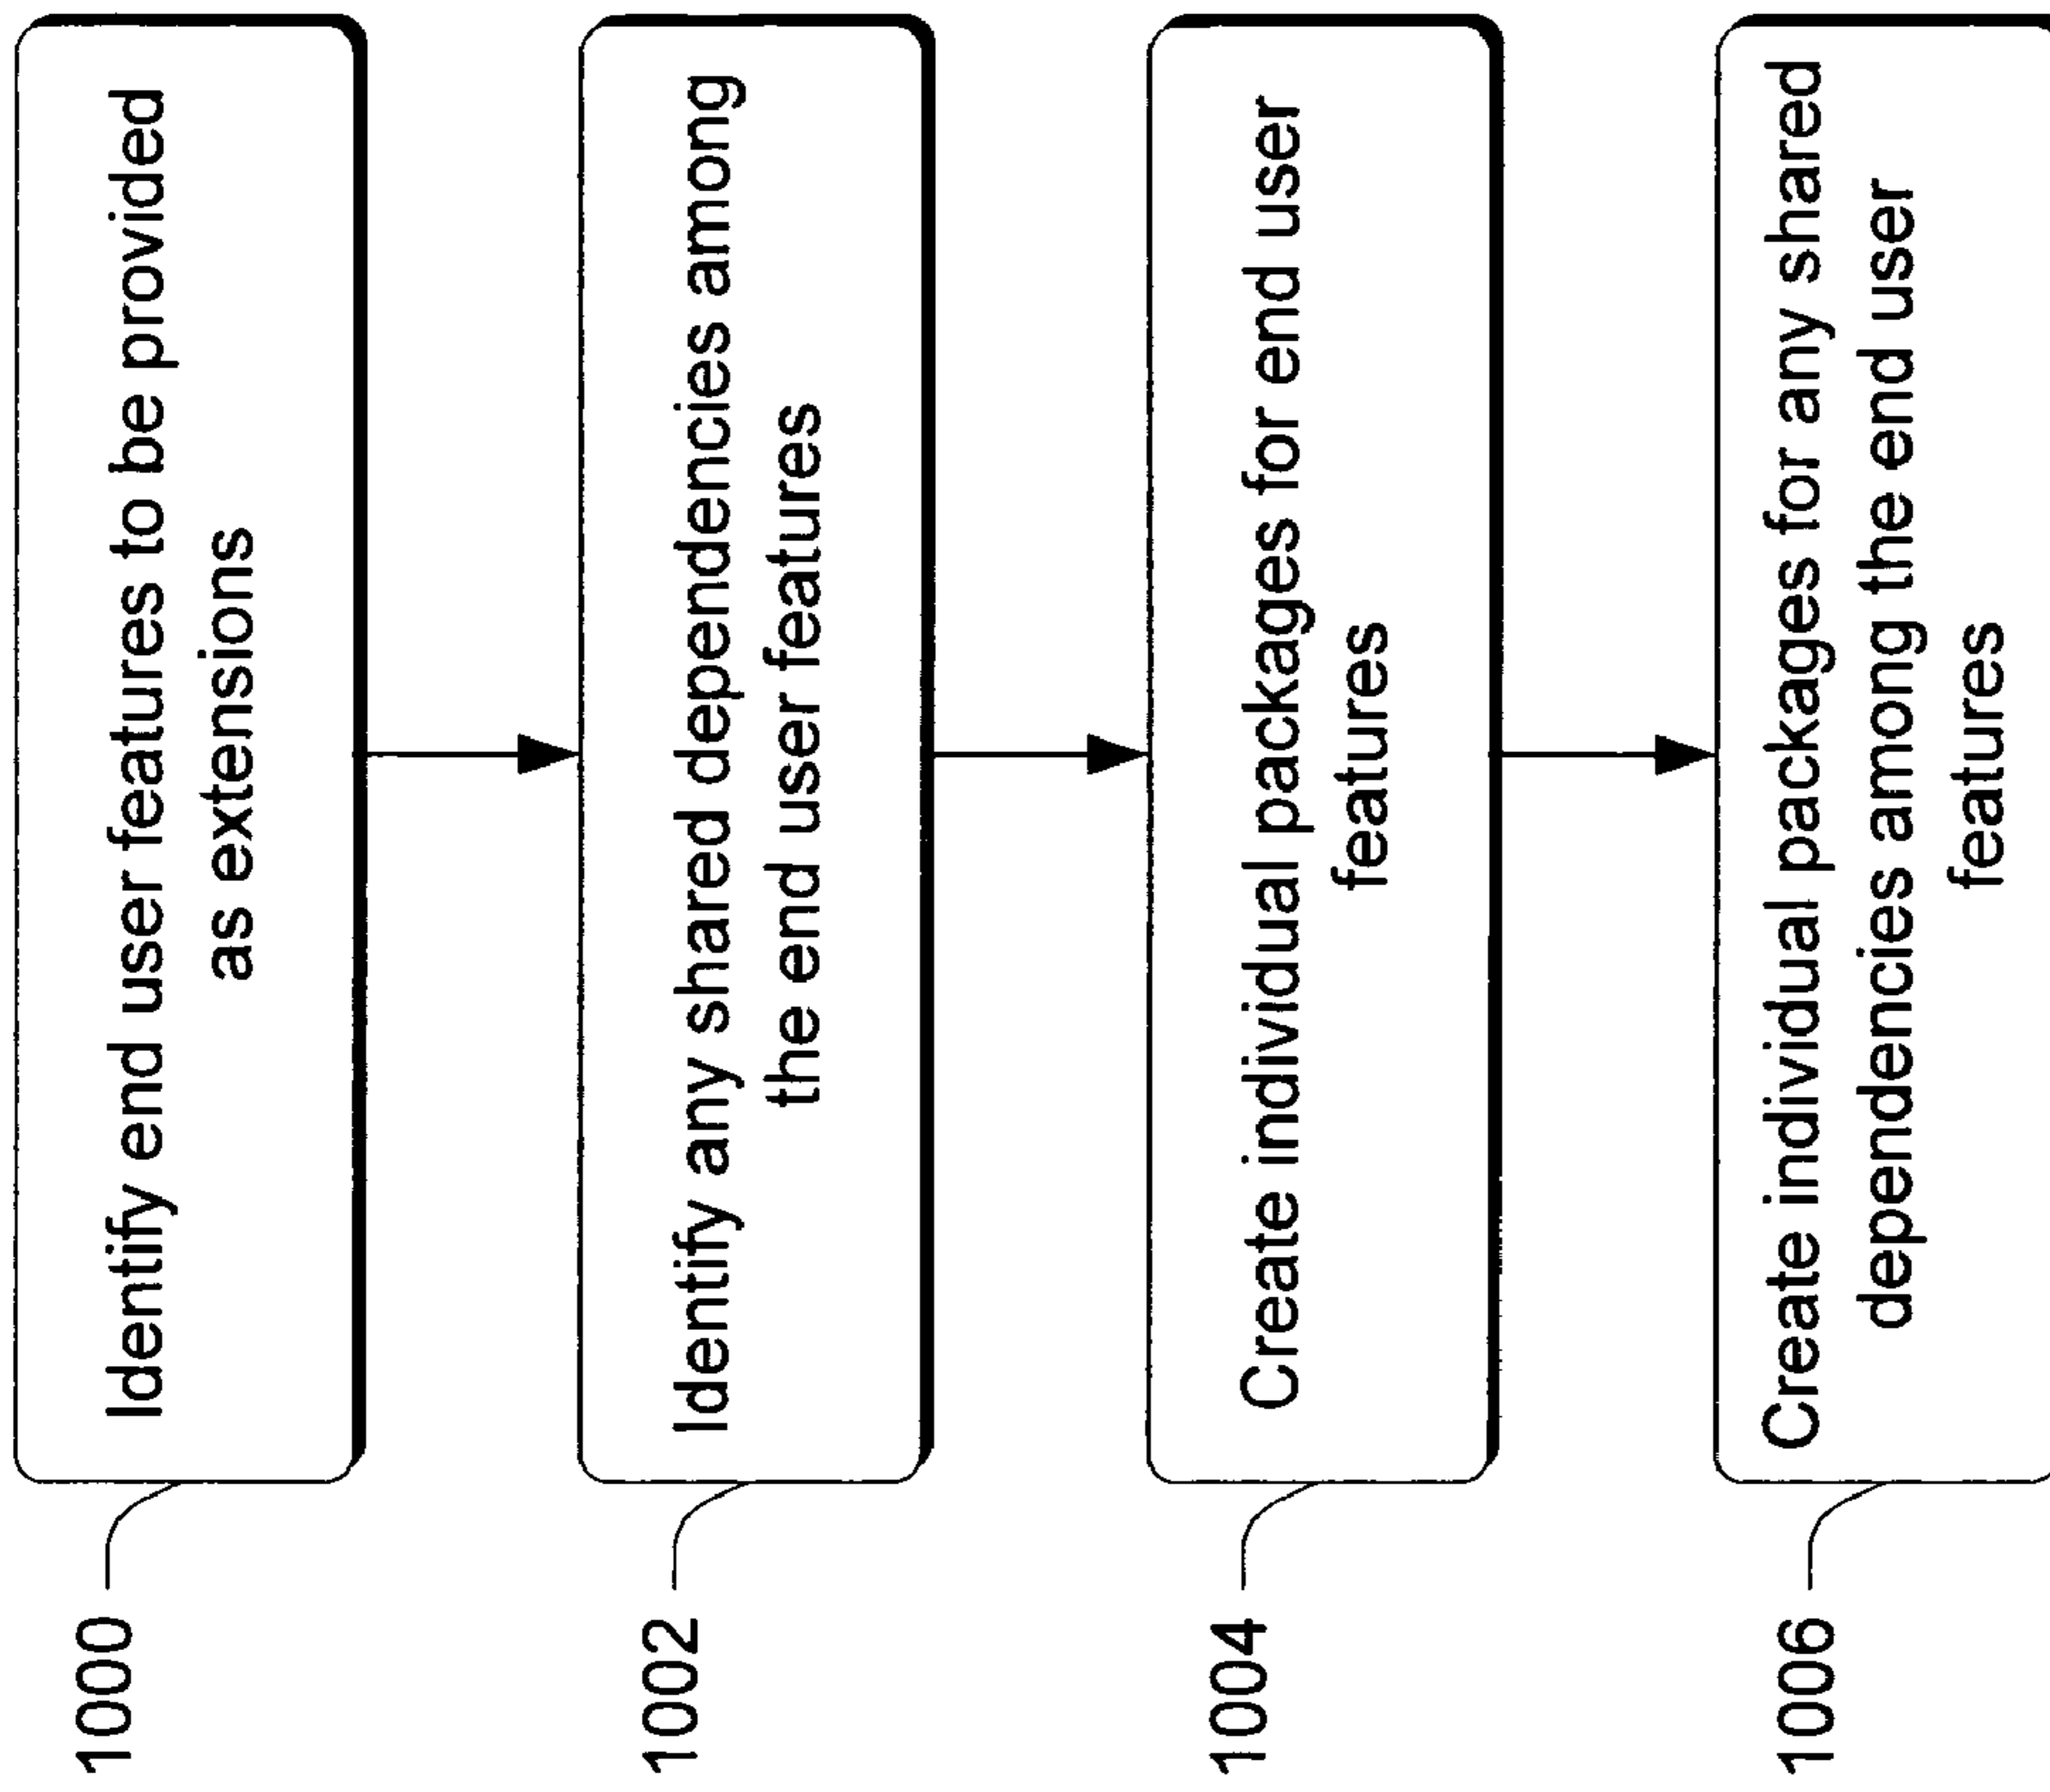 1000
Identify end user features to be provided
as extensions
1002
Identify any shared dependencies among
the end user features
1004
Create individual packages for end user
features
1006
Create individual packages for any shared
dependencies among the end user
features